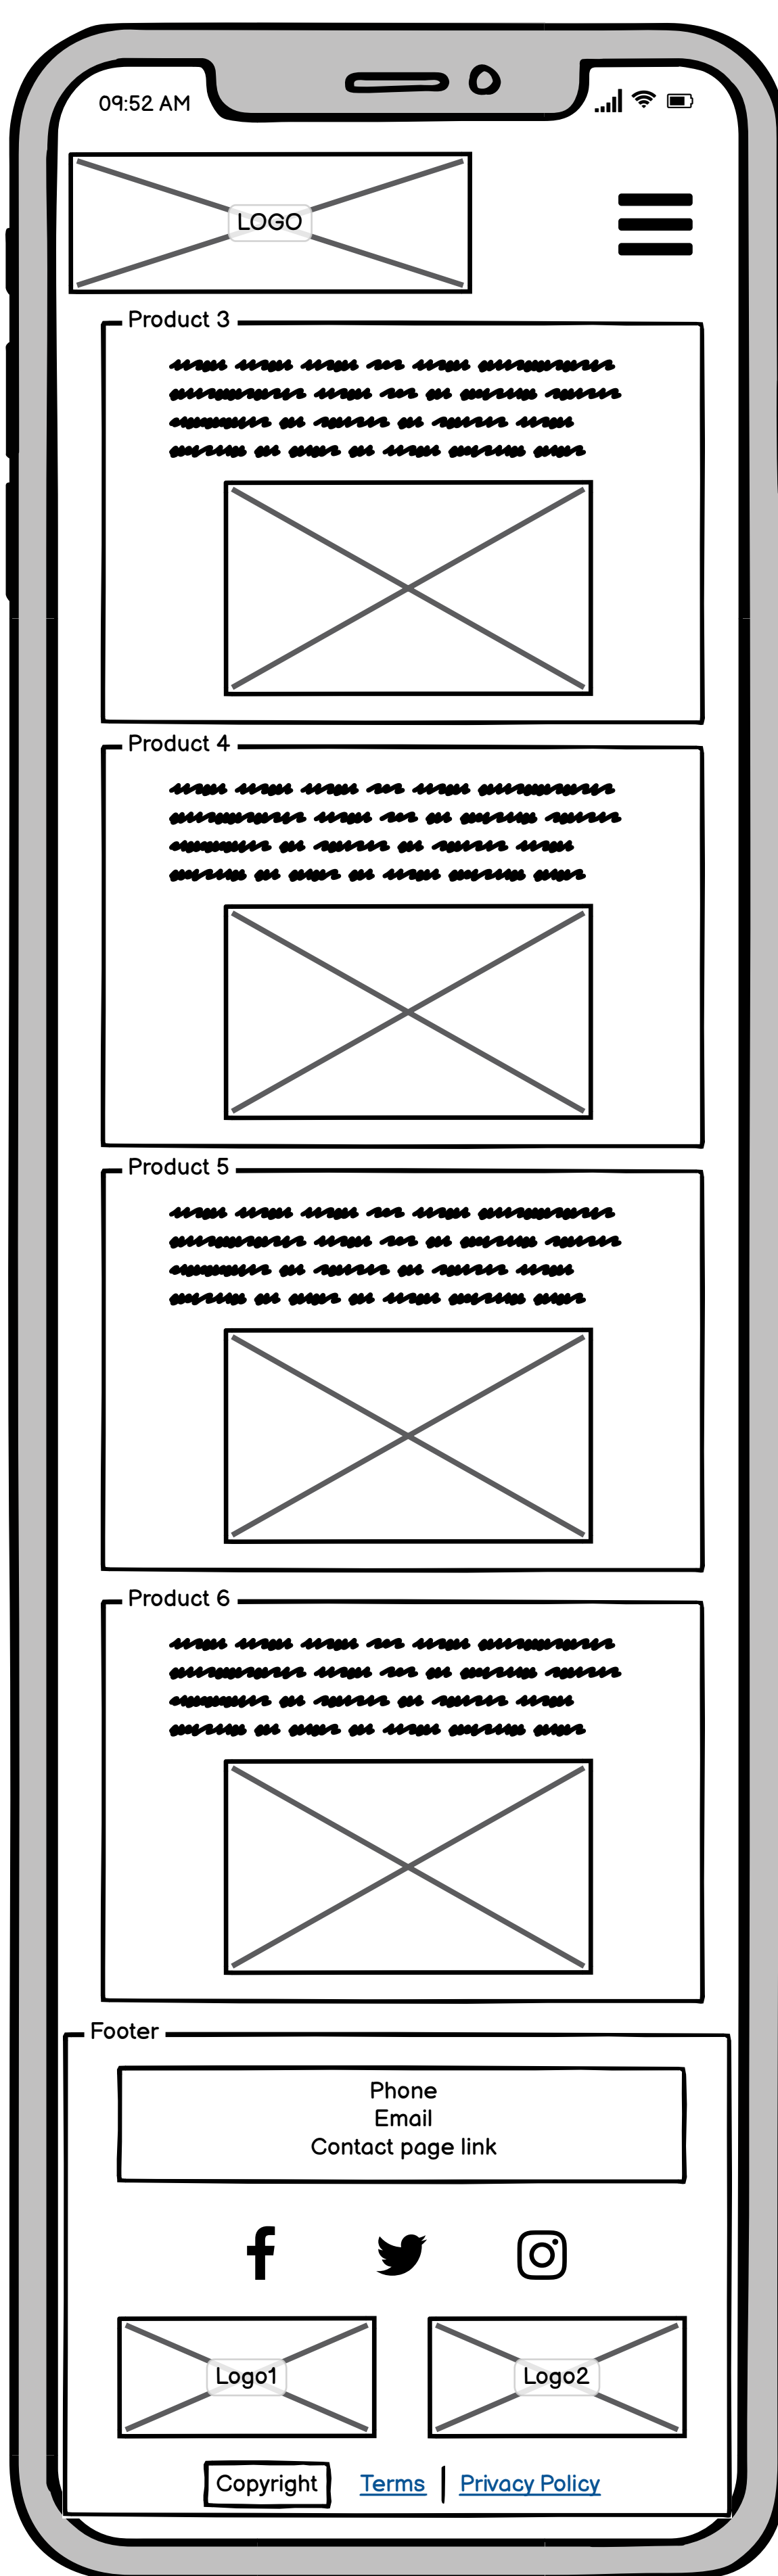 09:52 AM
LOGO
Product 3
Product 4
Product 5
Product 6
Footer
Phone
Email
Contact page link
Logo1 Logo2
Copyright Terms | Privacy Policy